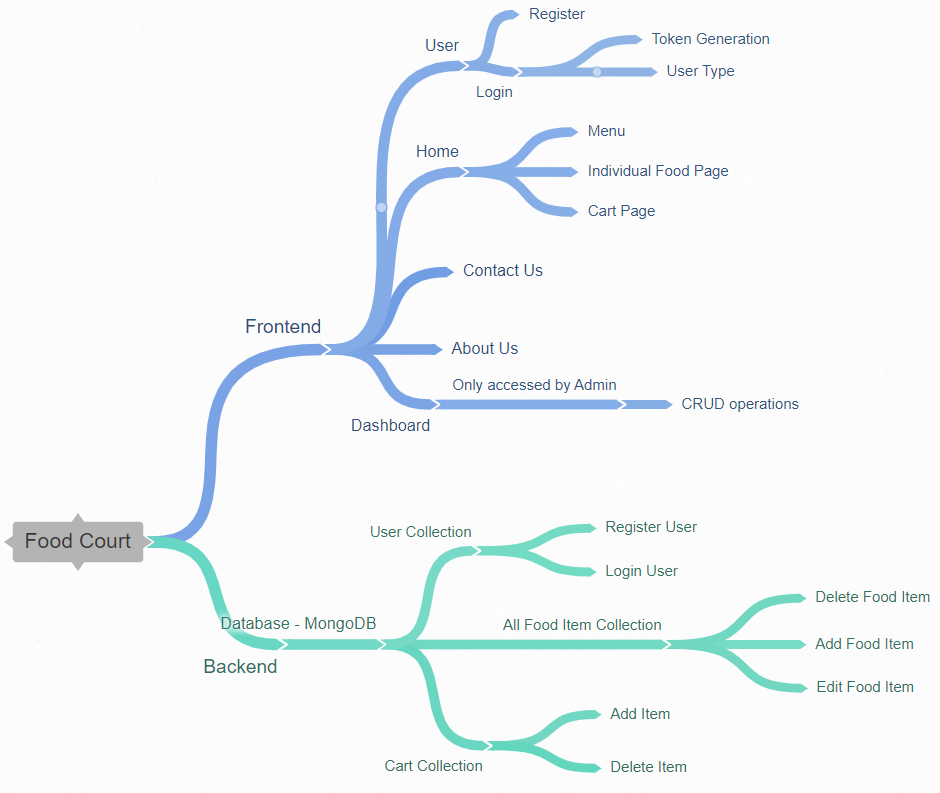 Register
User
Token Generation
User Type
Login
Menu
Home
Individual Food Page
Cart Page
Contact Us
Frontend
About Us
Only accessed by Admin
CRUD operations
Dashboard
Food Court
User Collection
Register User
Login User
Database - MongoDB
Backend
All Food Item Collection
Delete Food Item
Add Food Item
Edit Food Item
Add Item
Cart Collection
Delete Item